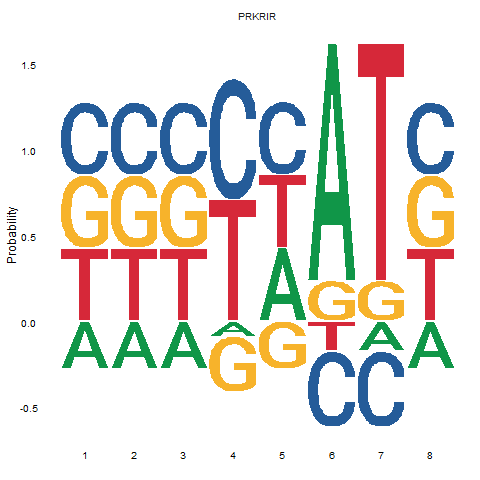 PRKRIR
Probability
1.5
1.0
0.5
0.0
-0.5
C C C C C A T C
G G G T T G G G
T T T A A T A T
A A A G G C C A
1 2 3 4 5 6 7 8